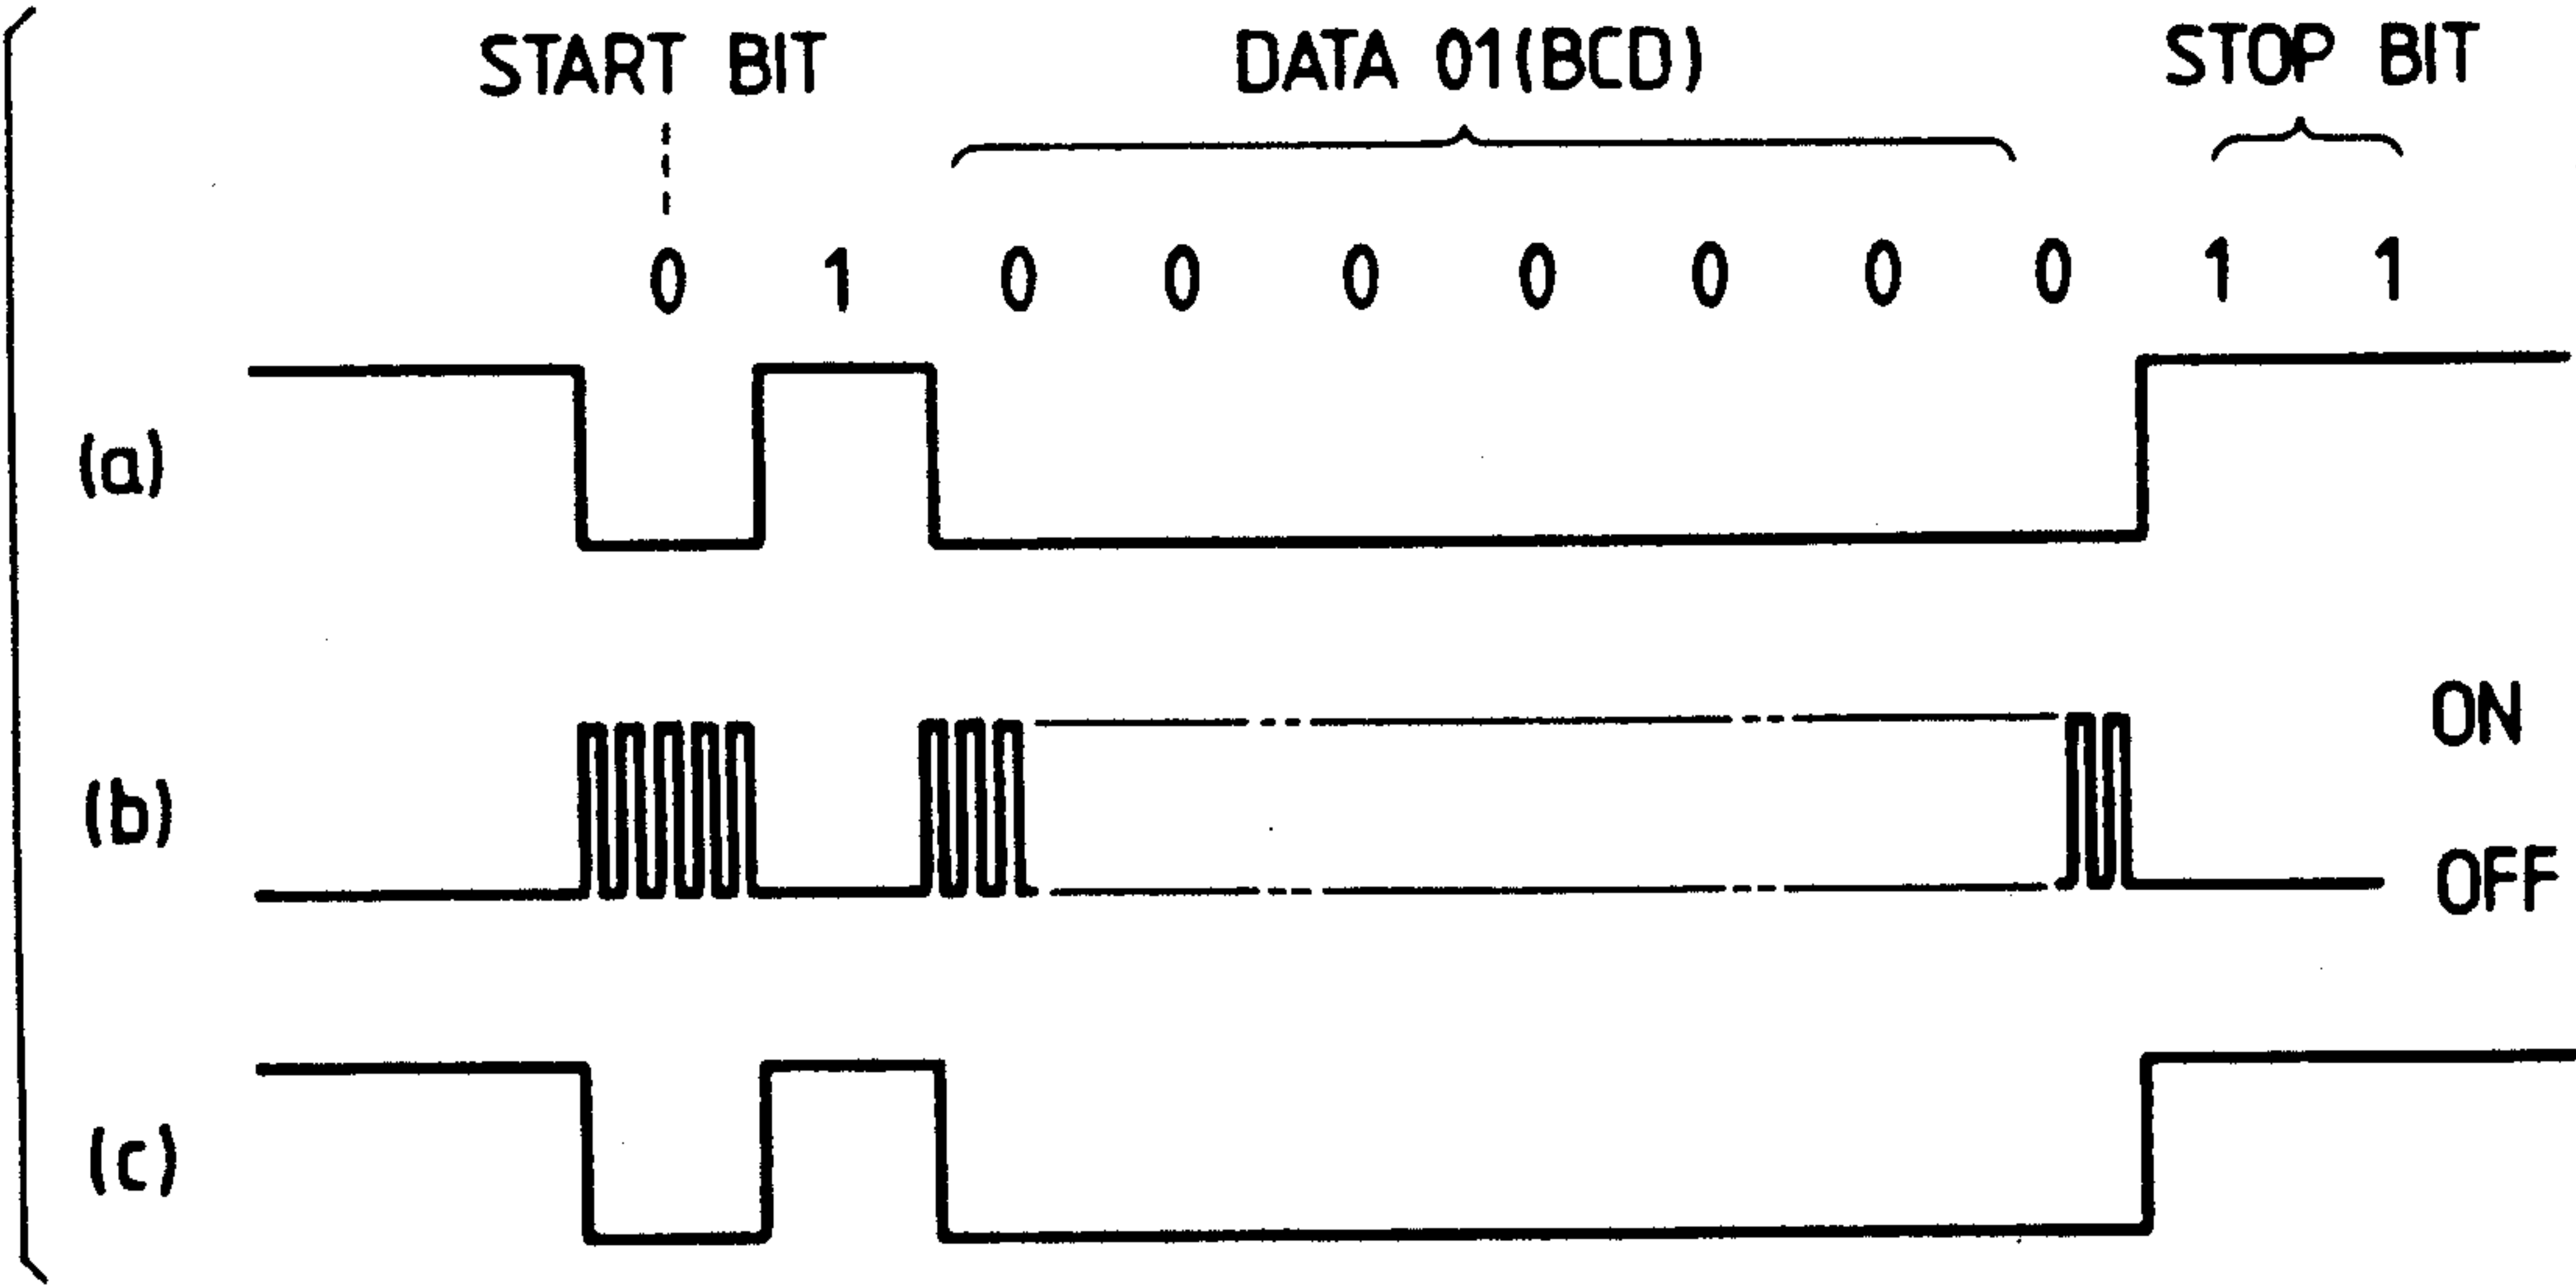 START BIT DATA 01(BCD) STOP BIT
0 1 0 0 0 0 0 0 0 1 1
(a)
(b) ON
OFF
(c)